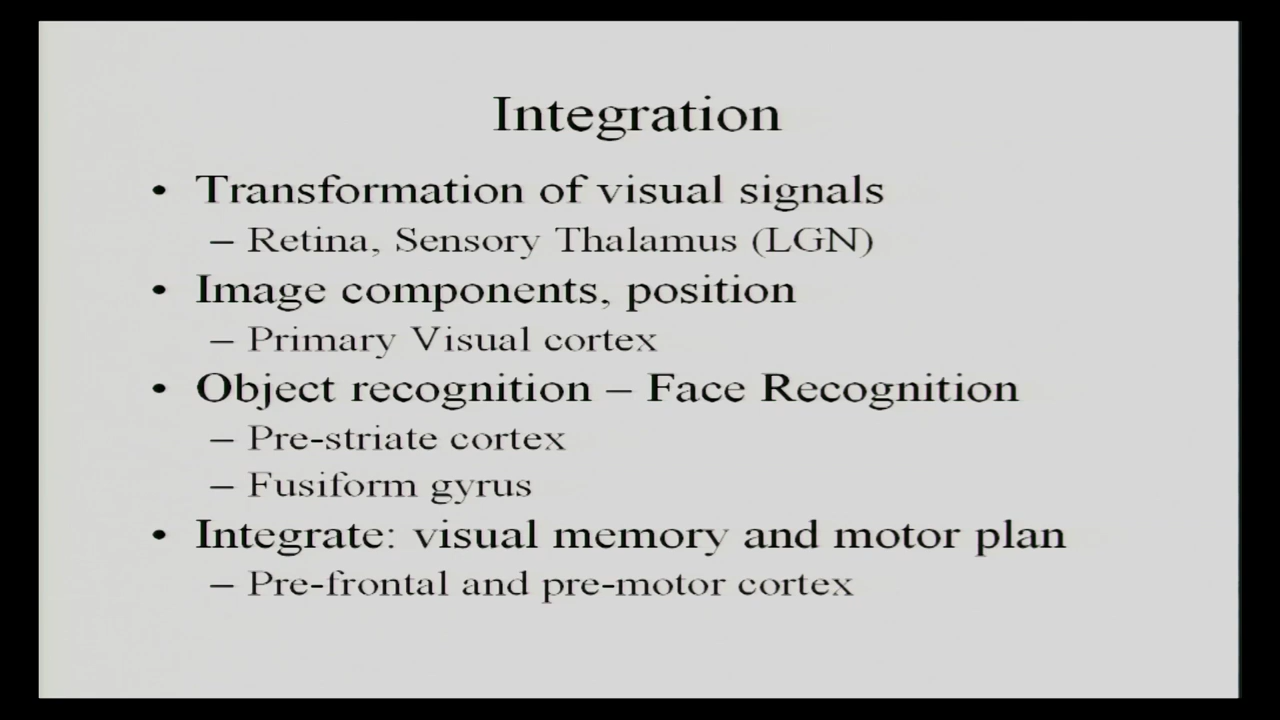 Integration
• Transformation of visual signals
– Retina, Sensory Thalamus (LGN)
• Image components, position
– Primary Visual cortex
• Object recognition – Face Recognition
– Pre-striate cortex
– Fusiform gyrus
• Integrate: visual memory and motor plan
– Pre-frontal and pre-motor cortex